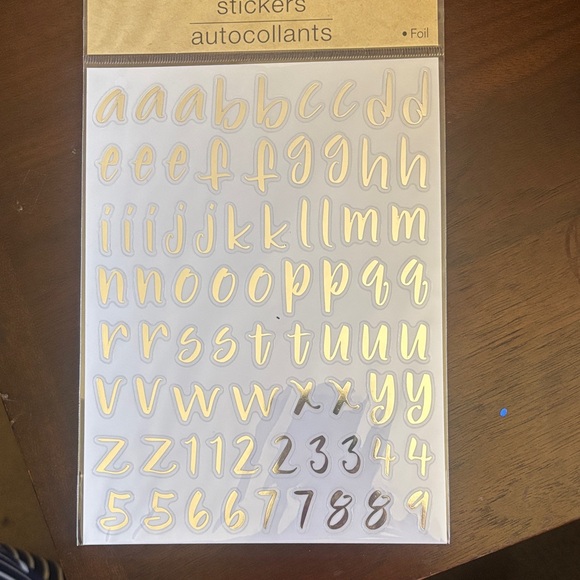 stickers
autocollants
• Foil
a a a b b c c d d
e e e f f g g h h
i i i j j k k l l m m
n n o o o p p q q
r r s s t t u u u
v v w w x x y y
z z 1 1 2 2 3 3 4 4
5 5 6 6 7 7 8 8 9